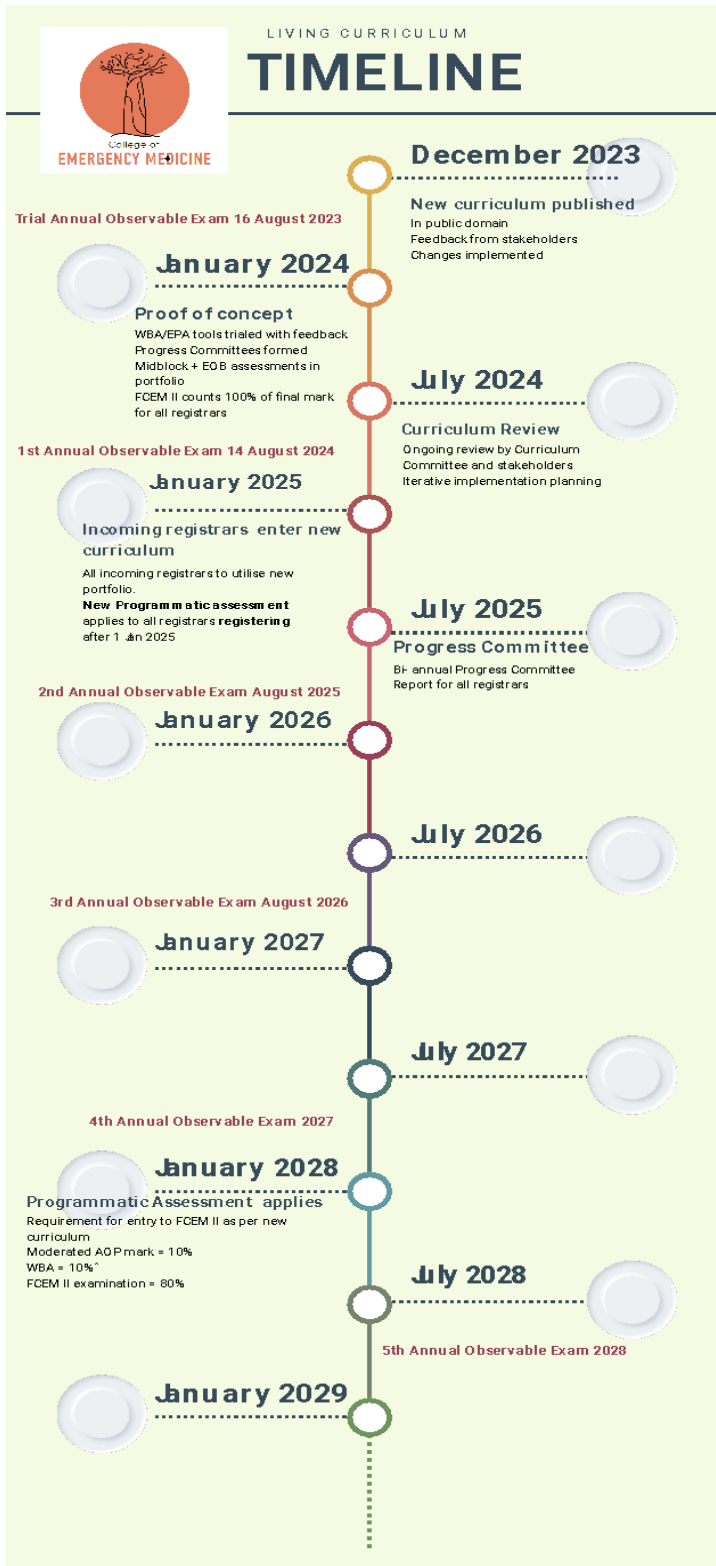 LIVING CURRICULUM
TIMELINE
College of
EMERGENCY MEDICINE
December 2023
New curriculum published
In public domain
Feedback from stakeholders
Changes implemented
Trial Annual Observable Exam 16 August 2023
January 2024
Proof of concept
WBA/EPA tools trialed with feedback
Progress Committees formed
Midblock + EOB assessments in
portfolio
FCEM II counts 100% of final mark
for all registrars
July 2024
Curriculum Review
Ongoing review by Curriculum
Committee and stakeholders
Iterative implementation planning
1st Annual Observable Exam 14 August 2024
January 2025
Incoming registrars enter new
curriculum
All incoming registrars to utilise new
portfolio.
New Programmatic assessment
applies to all registrars registering
after 1 Jan 2025
July 2025
Progress Committee
Bi- annual Progress Committee
Report for all registrars
2nd Annual Observable Exam August 2025
January 2026
July 2026
3rd Annual Observable Exam August 2026
January 2027
July 2027
4th Annual Observable Exam 2027
January 2028
Programmatic Assessment applies
Requirement for entry to FCEM II as per new
curriculum
Moderated AOP mark = 10%
WBA = 10%^
FCEM II examination = 80%
July 2028
5th Annual Observable Exam 2028
January 2029